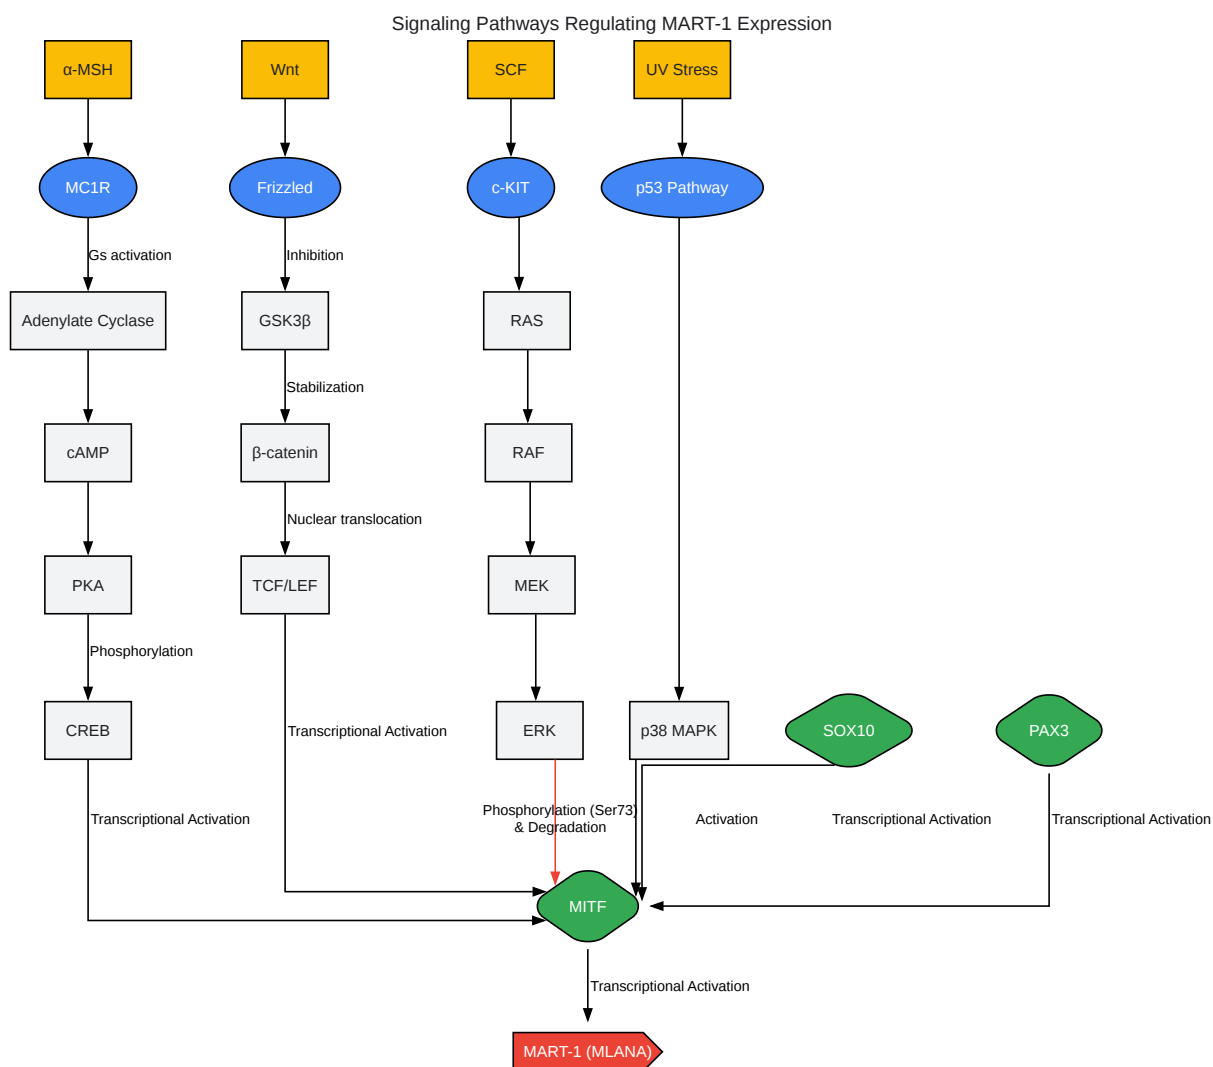 Signaling Pathways Regulating MART-1 Expression
α-MSH
Wnt
SCF
UV Stress
MC1R
Frizzled
c-KIT
p53 Pathway
Gs activation
Inhibition
Adenylate Cyclase
GSK3β
RAS
Stabilization
cAMP
β-catenin
RAF
Nuclear translocation
PKA
TCF/LEF
MEK
Phosphorylation
CREB
Transcriptional Activation
ERK
p38 MAPK
SOX10
PAX3
Transcriptional Activation
Phosphorylation (Ser73)
& Degradation
Activation
Transcriptional Activation
Transcriptional Activation
MITF
Transcriptional Activation
MART-1 (MLANA)